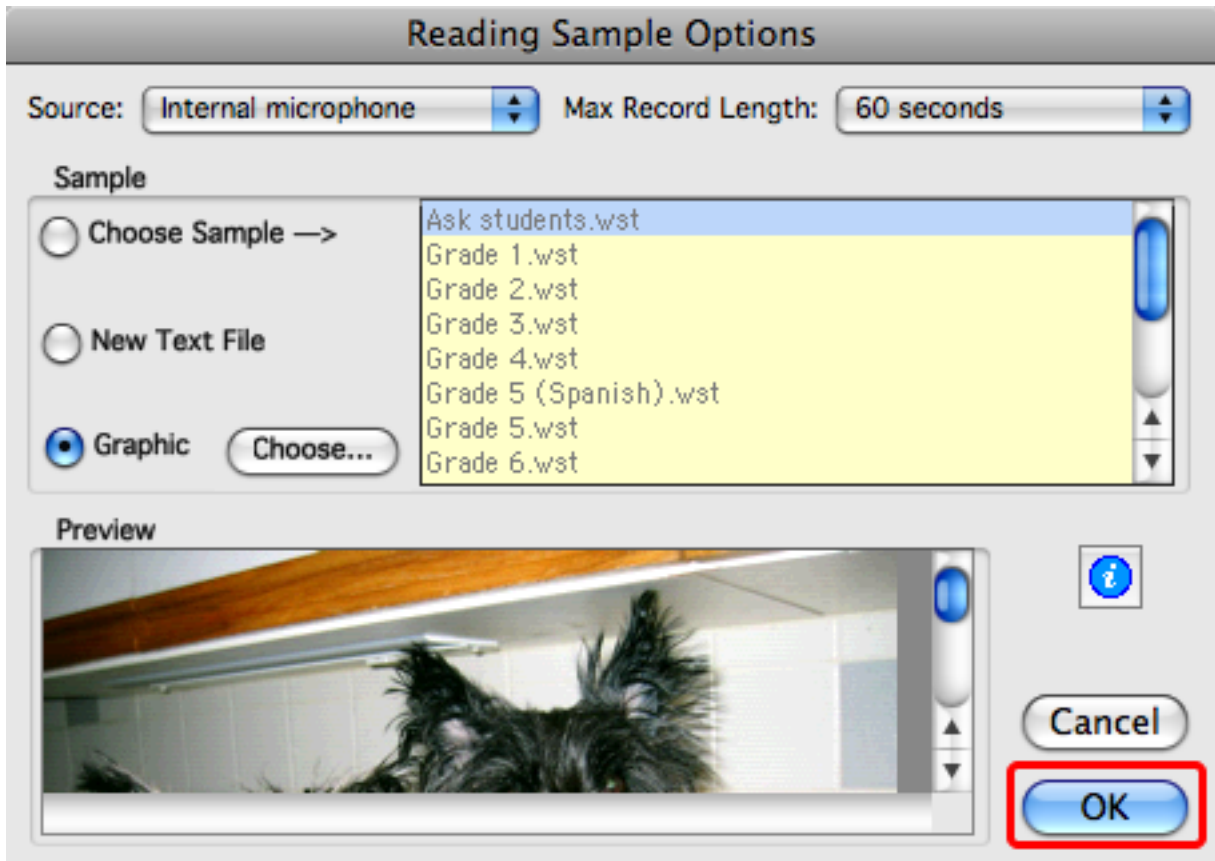 Reading Sample Options
Source: Internal microphone Max Record Length: 60 seconds
Sample
Choose Sample —>
New Text File
Graphic Choose...
Ask students.wst
Grade 1.wst
Grade 2.wst
Grade 3.wst
Grade 4.wst
Grade 5 (Spanish).wst
Grade 5.wst
Grade 6.wst
Preview
i
Cancel
OK